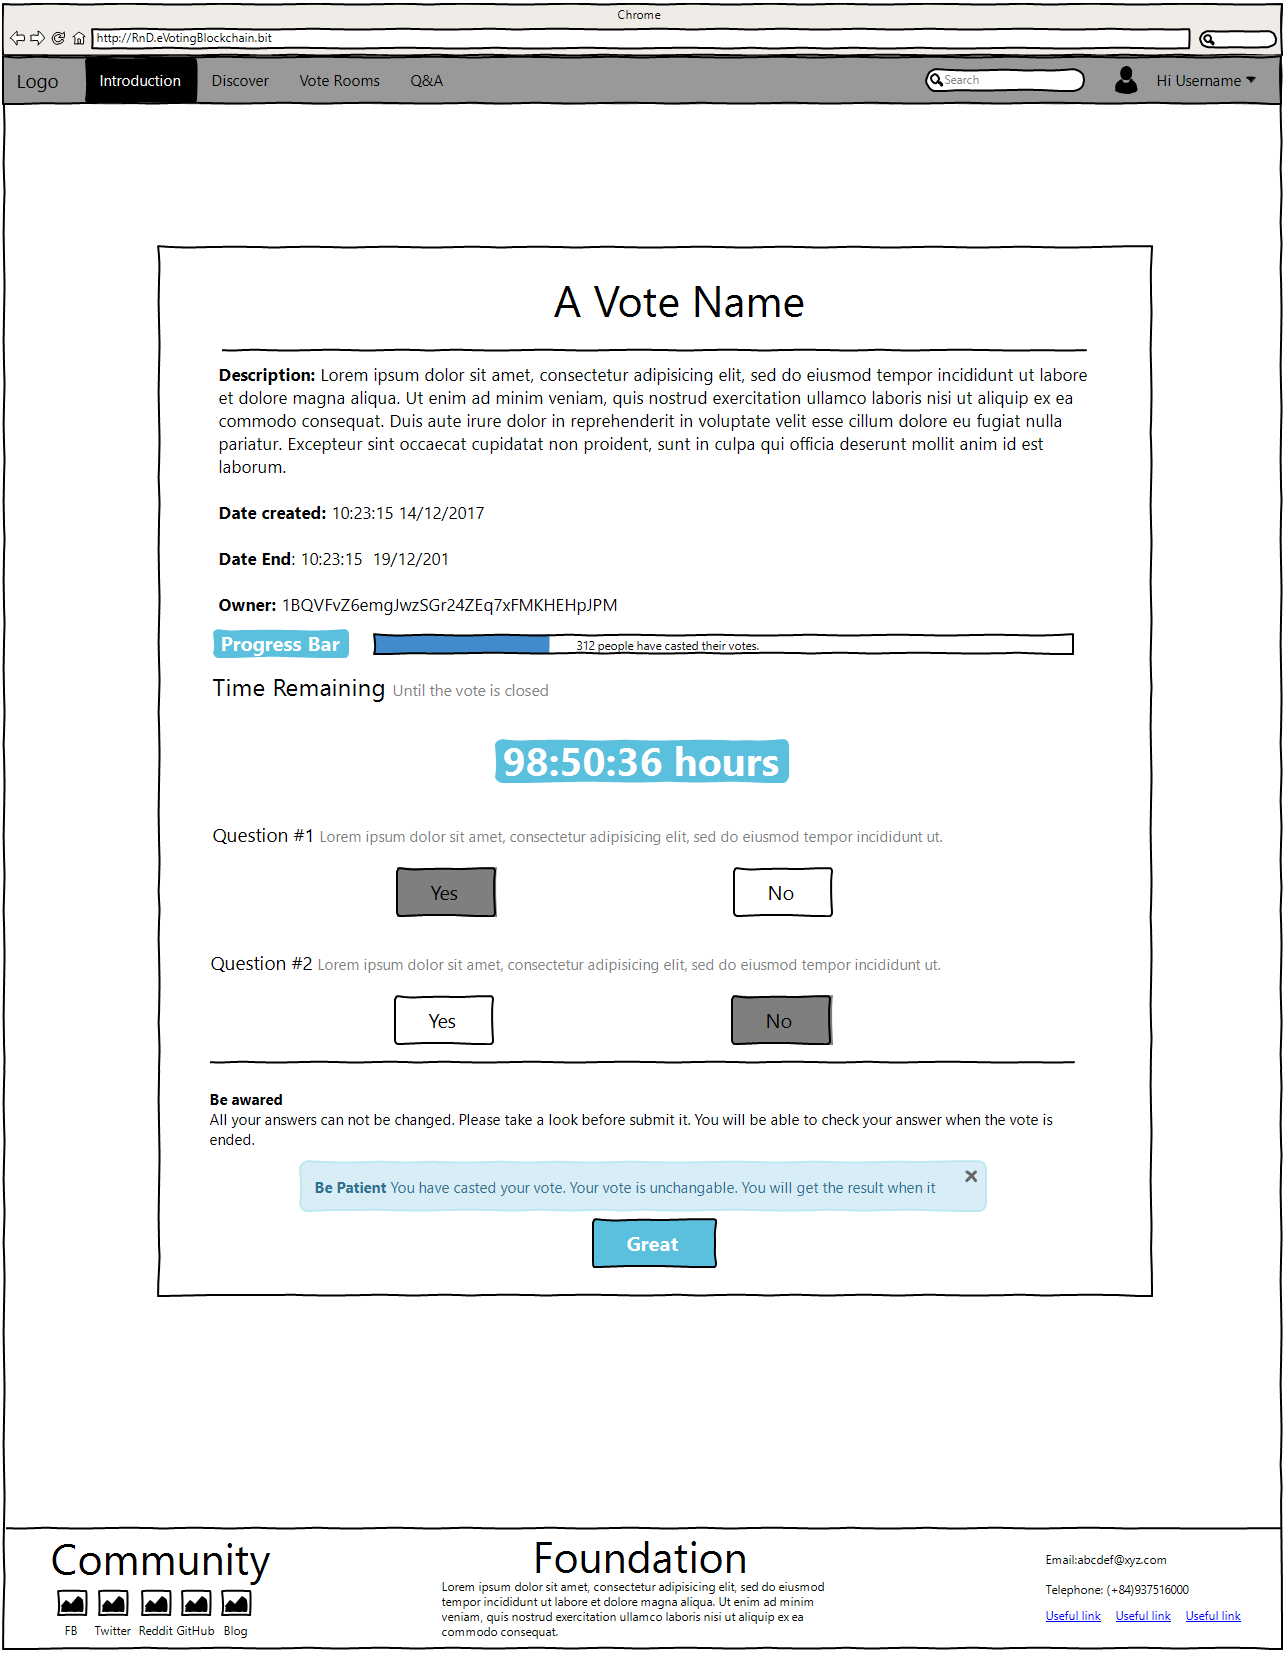 Chrome
http://RnD.eVotingBlockchain.bit
Logo Introduction Discover Vote Rooms Q&A Search Hi Username
A Vote Name
Description: Lorem ipsum dolor sit amet, consectetur adipisicing elit, sed do eiusmod tempor incididunt ut labore
et dolore magna aliqua. Ut enim ad minim veniam, quis nostrud exercitation ullamco laboris nisi ut aliquip ex ea
commodo consequat. Duis aute irure dolor in reprehenderit in voluptate velit esse cillum dolore eu fugiat nulla
pariatur. Excepteur sint occaecat cupidatat non proident, sunt in culpa qui officia deserunt mollit anim id est
laborum.
Date created: 10:23:15 14/12/2017
Date End: 10:23:15 19/12/201
Owner: 1BQVFvZ6emgJwzSGr24ZEq7xFMKHEHpJPM
Progress Bar 312 people have casted their votes.
Time Remaining Until the vote is closed
98:50:36 hours
Question #1 Lorem ipsum dolor sit amet, consectetur adipisicing elit, sed do eiusmod tempor incididunt ut.
Yes No
Question #2 Lorem ipsum dolor sit amet, consectetur adipisicing elit, sed do eiusmod tempor incididunt ut.
Yes No
Be awared
All your answers can not be changed. Please take a look before submit it. You will be able to check your answer when the vote is
ended.
Be Patient You have casted your vote. Your vote is unchangable. You will get the result when it
Great
Community
FB Twitter Reddit GitHub Blog
Foundation
Lorem ipsum dolor sit amet, consectetur adipisicing elit, sed do eiusmod
tempor incididunt ut labore et dolore magna aliqua. Ut enim ad minim
veniam, quis nostrud exercitation ullamco laboris nisi ut aliquip ex ea
commodo consequat.
Email:abcdef@xyz.com
Telephone: (+84)937516000
Useful link Useful link Useful link